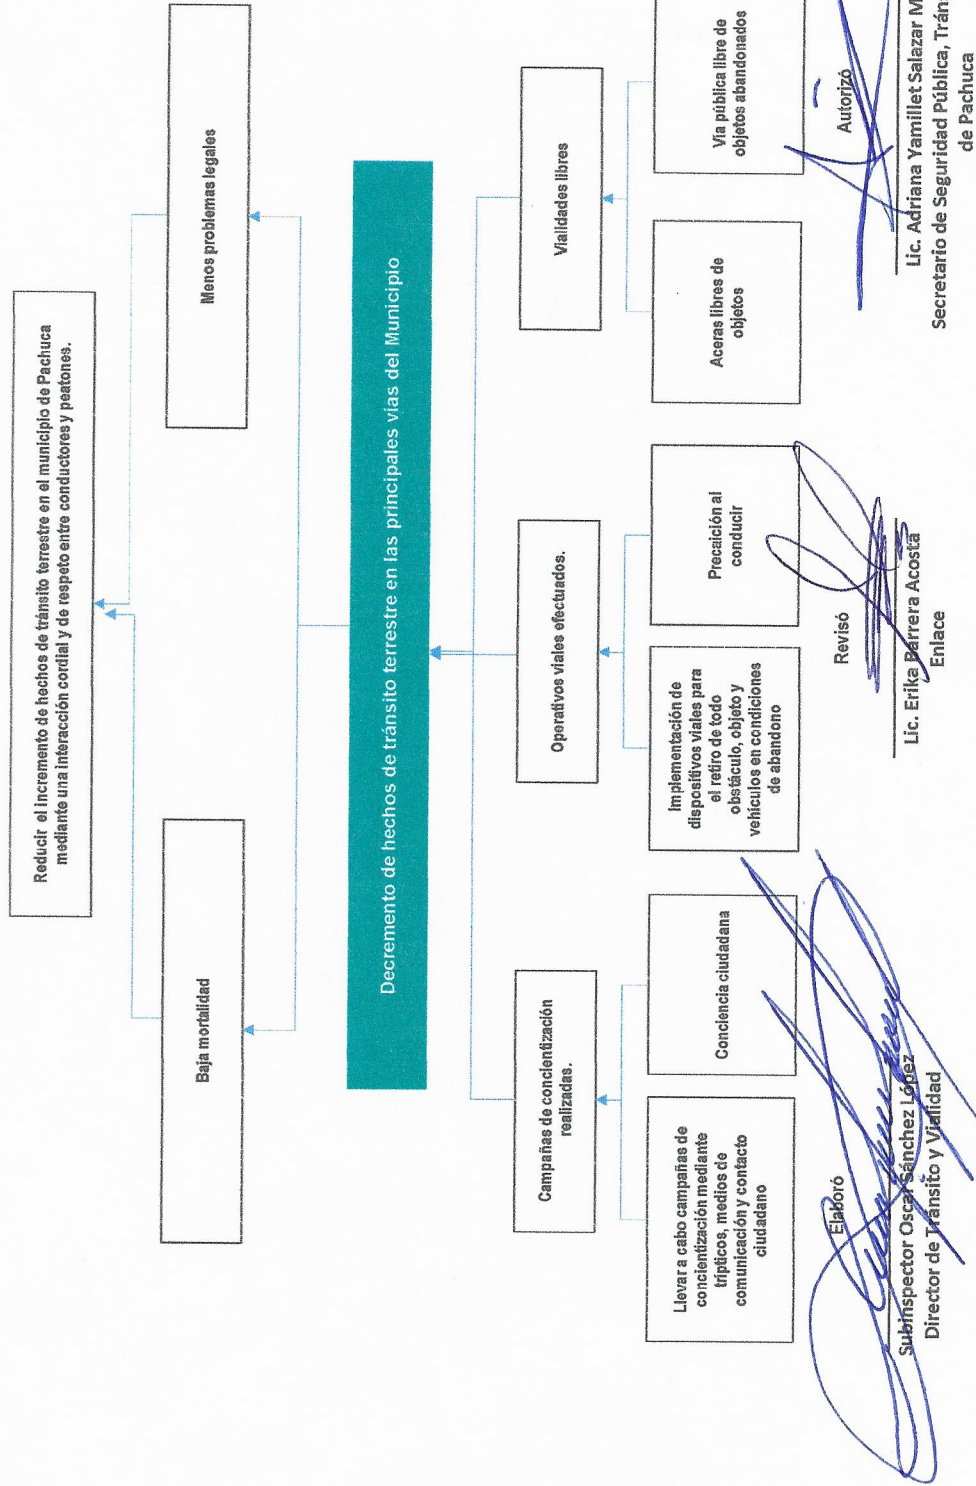 Reducir el incremento de hechos de tránsito terrestre en el municipio de Pachuca
mediante una interacción cordial y de respeto entre conductores y peatones.
Baja mortalidad
Menos problemas legales
Decremento de hechos de tránsito terrestre en las principales vías del Municipio
Campañas de concientización
realizadas.
Operativos viales efectuados.
Vialidades libres
Llevar a cabo campañas de
concientización mediante
trípticos, medios de
comunicación y contacto
ciudadano
Conciencia ciudadana
Implementación de
dispositivos viales para
el retiro de todo
obstáculo, objeto y
vehículos en condiciones
de abandono
Precaición al
conducir
Aceras libres de
objetos
Via pública libre de
objetos abandonados
Elaboró
Subinspector Oscar Sánchez López
Director de Tránsito y Vialidad
Revisó
Lic. Erika Barrera Acosta
Enlace
Autorizó
Lic. Adriana Yamillet Salazar M
Secretario de Seguridad Pública, Trán
de Pachuca